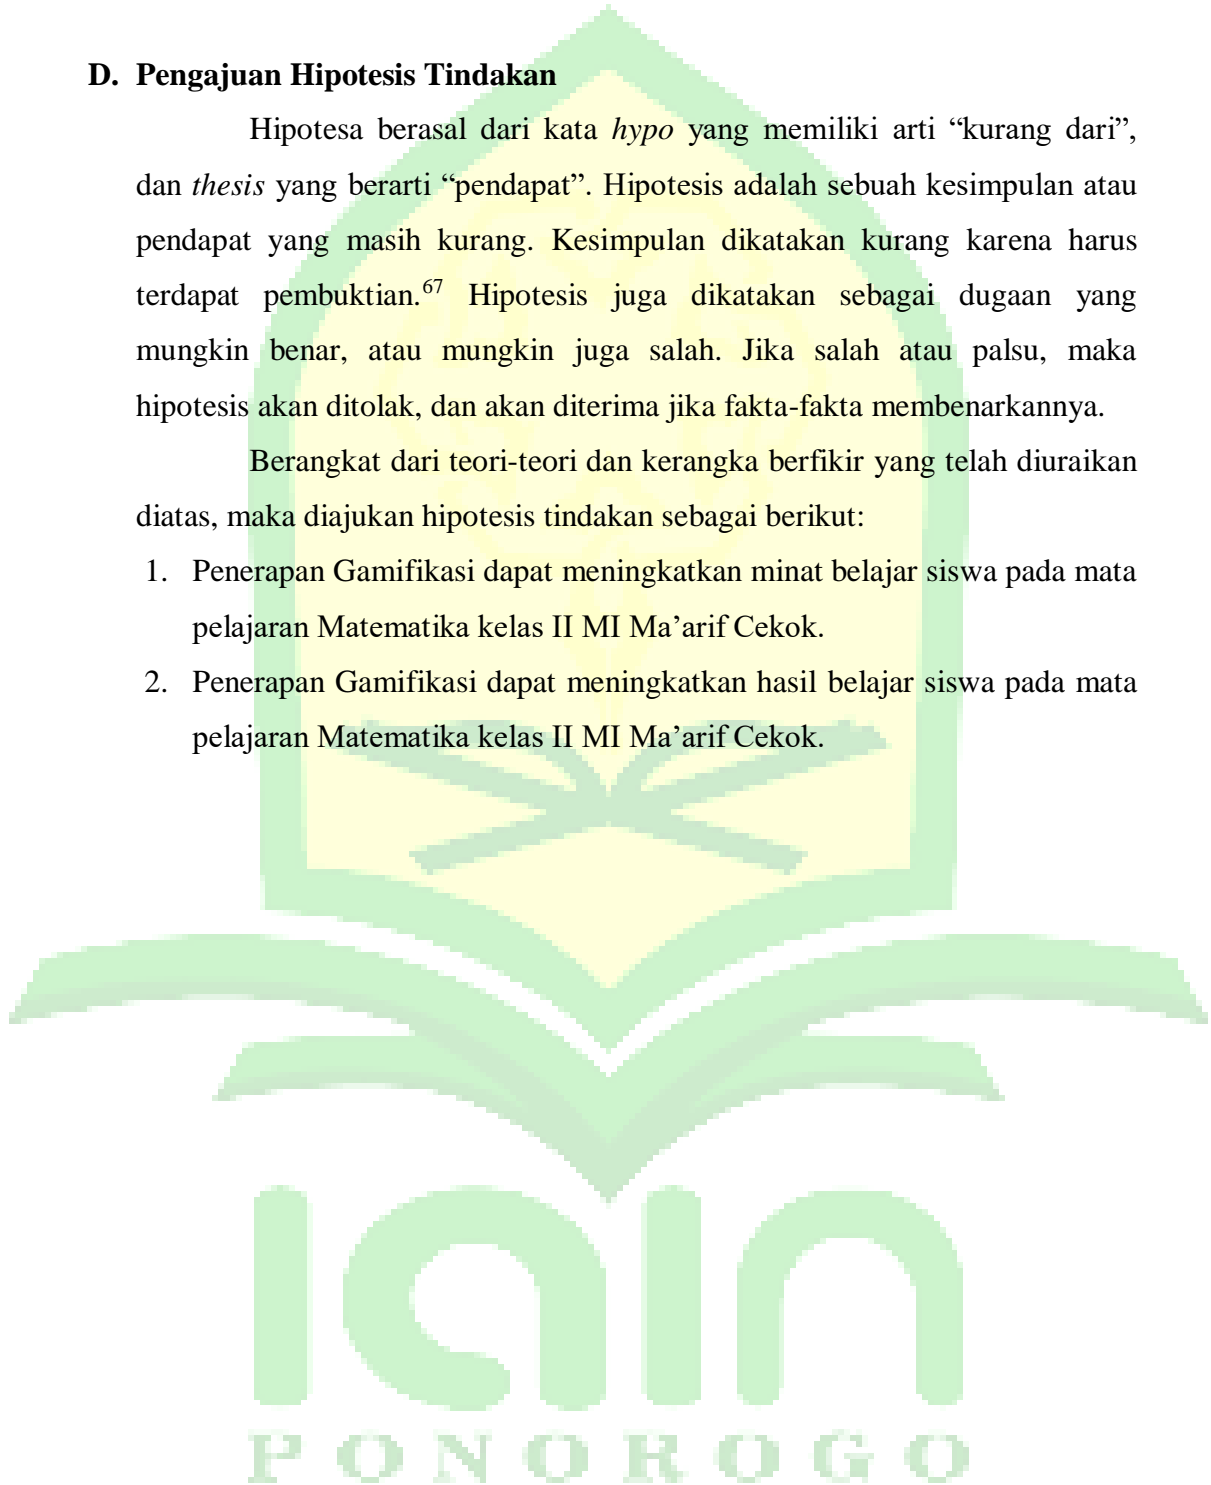 D. Pengajuan Hipotesis Tindakan
Hipotesa berasal dari kata hypo yang memiliki arti “kurang dari”,
dan thesis yang berarti “pendapat”. Hipotesis adalah sebuah kesimpulan atau
pendapat yang masih kurang. Kesimpulan dikatakan kurang karena harus
terdapat pembuktian.67 Hipotesis juga dikatakan sebagai dugaan yang
mungkin benar, atau mungkin juga salah. Jika salah atau palsu, maka
hipotesis akan ditolak, dan akan diterima jika fakta-fakta membenarkannya.
Berangkat dari teori-teori dan kerangka berfikir yang telah diuraikan
diatas, maka diajukan hipotesis tindakan sebagai berikut:
1. Penerapan Gamifikasi dapat meningkatkan minat belajar siswa pada mata
pelajaran Matematika kelas II MI Ma’arif Cekok.
2. Penerapan Gamifikasi dapat meningkatkan hasil belajar siswa pada mata
pelajaran Matematika kelas II MI Ma’arif Cekok.
iain
PONOROGO